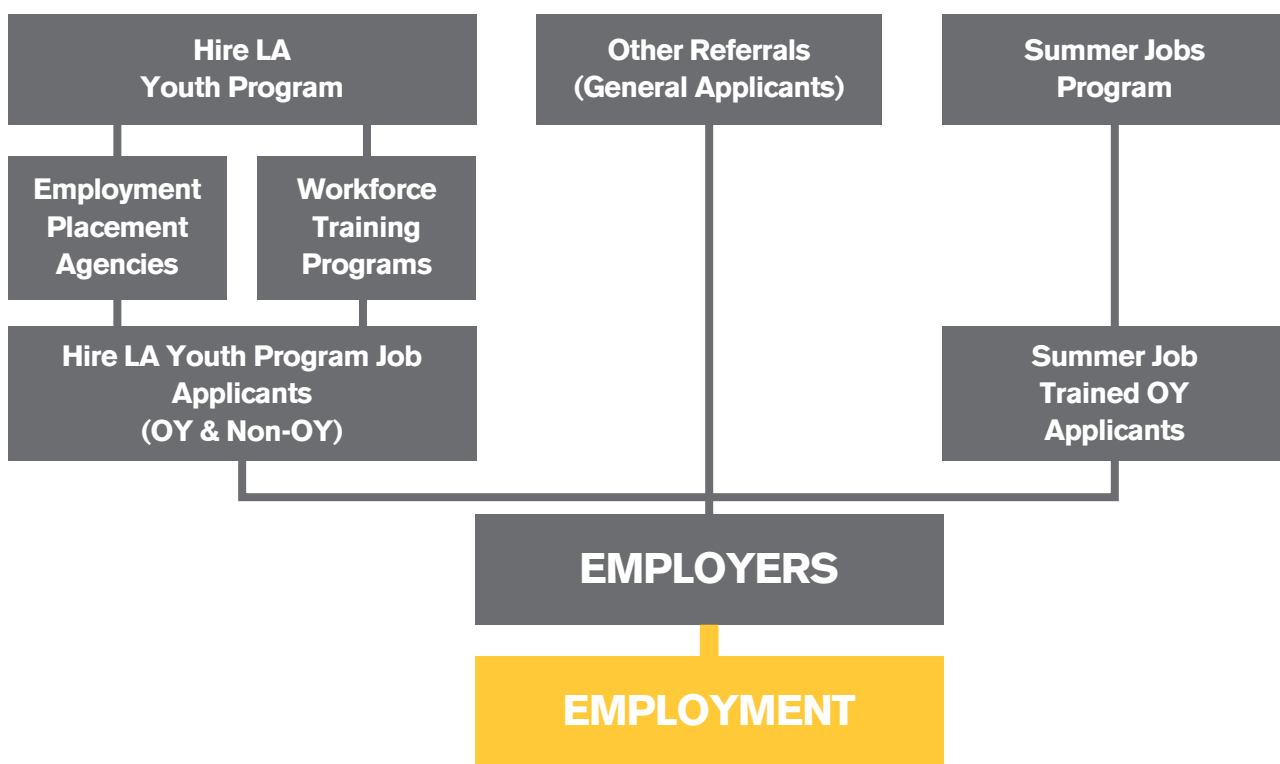 Hire LA
Youth Program
Other Referrals
(General Applicants)
Summer Jobs
Program
Employment
Placement
Agencies
Workforce
Training
Programs
Hire LA Youth Program Job
Applicants
(OY & Non-OY)
Summer Job
Trained OY
Applicants
EMPLOYERS
EMPLOYMENT